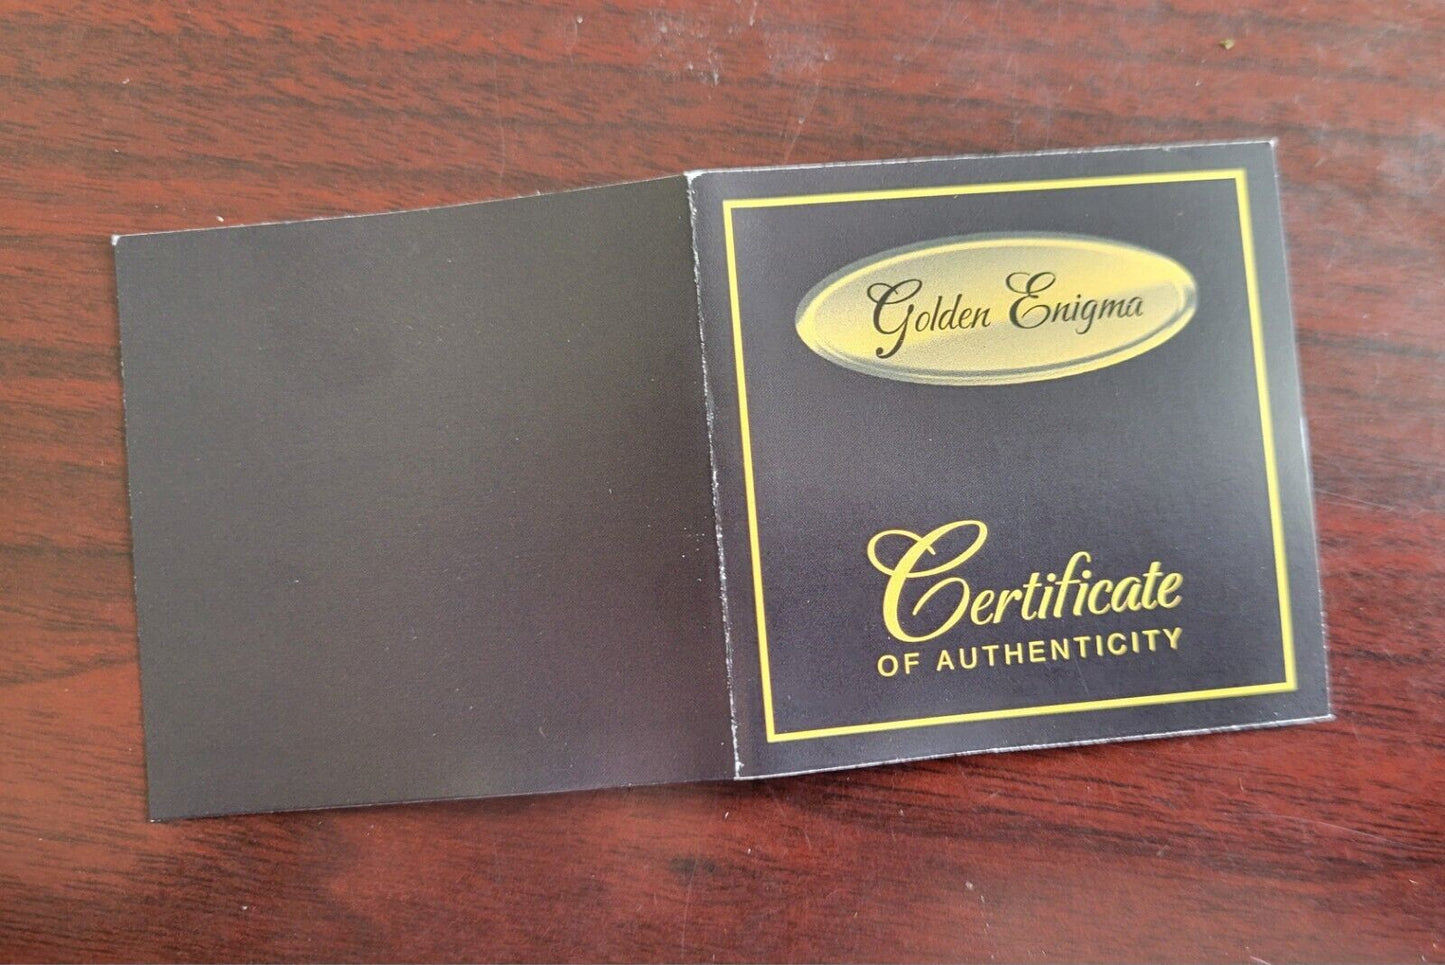 Golden Enigma
Certificate
OF AUTHENTICITY